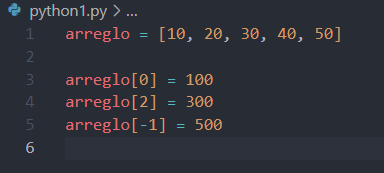 python1.py > ...
1 arreglo = [10, 20, 30, 40, 50]
2
3 arreglo[0] = 100
4 arreglo[2] = 300
5 arreglo[-1] = 500
6